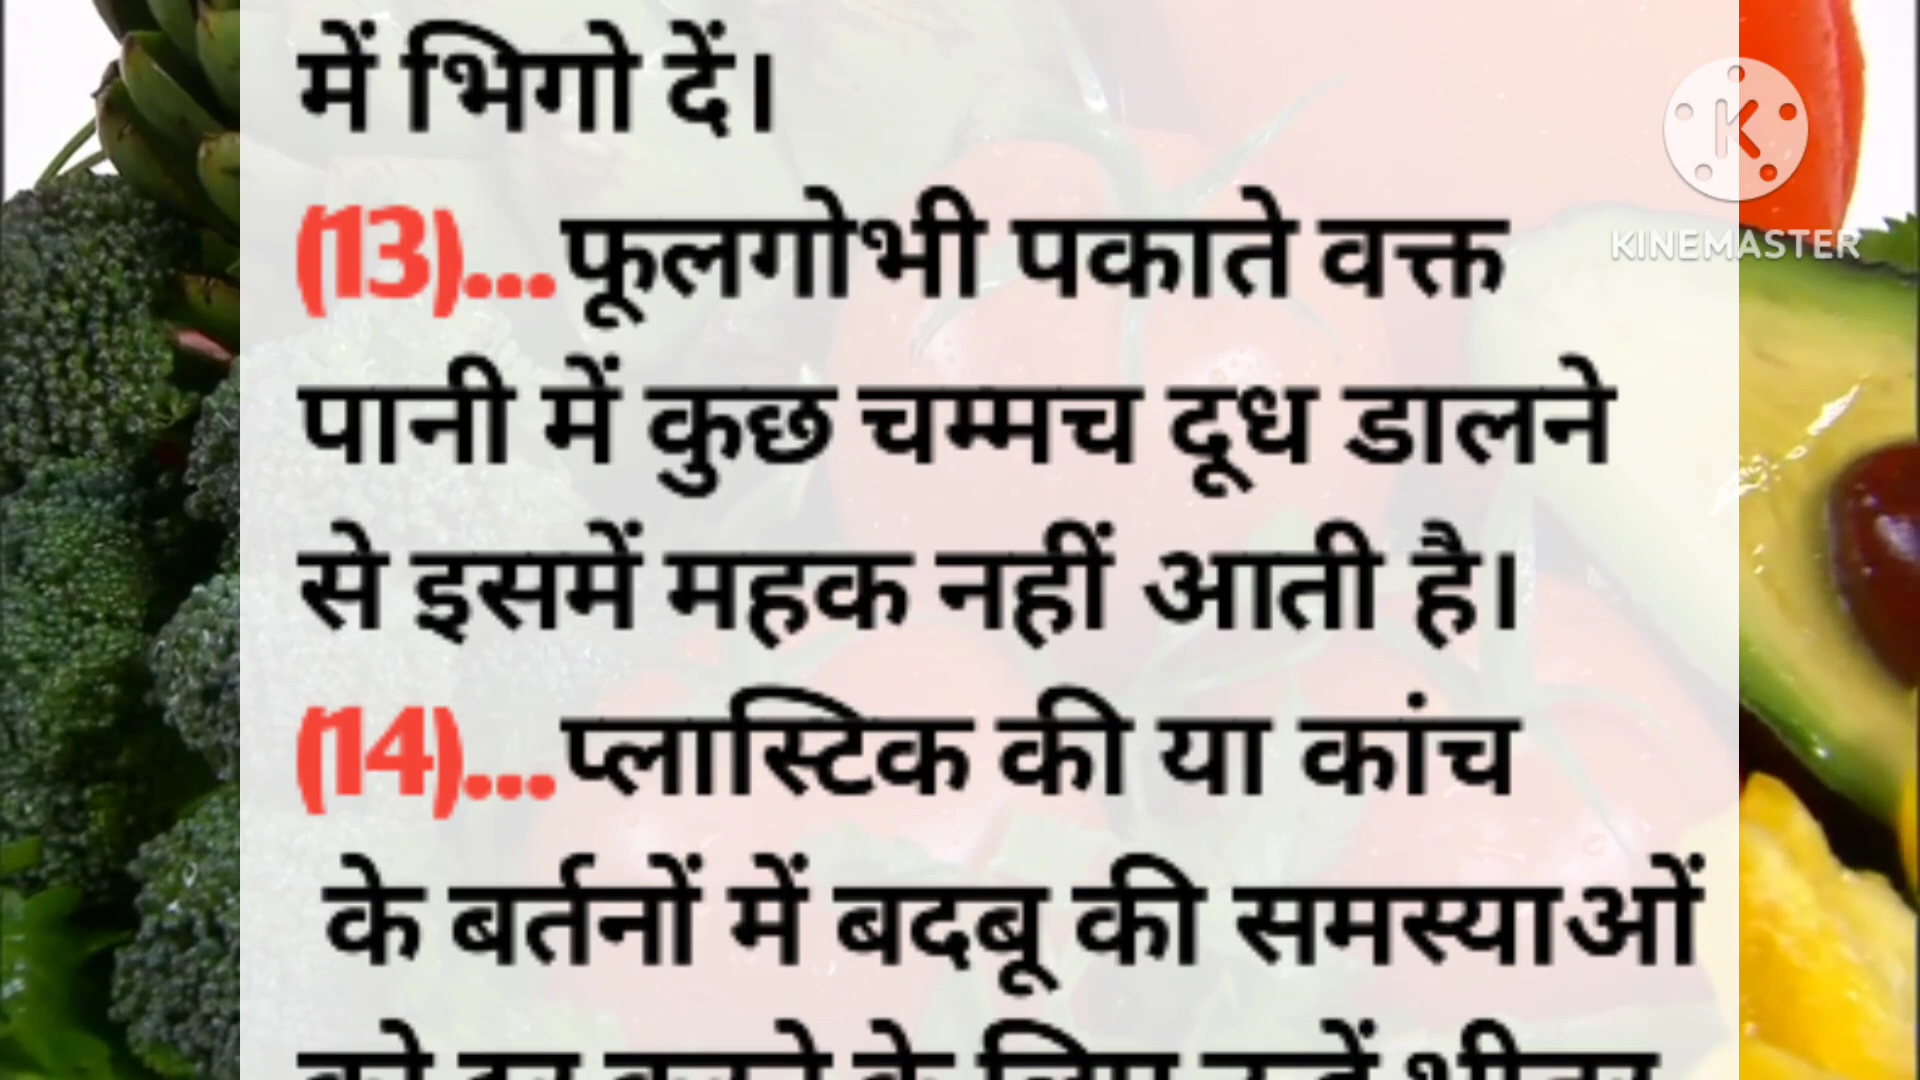 में भिगो दें।
(13)...फूलगोभी पकाते वक्त
पानी में कुछ चम्मच दूध डालने
से इसमें महक नहीं आती है।
(14)...प्लास्टिक की या कांच
के बर्तनों में बदबू की समस्याओं
K
KINEMASTER